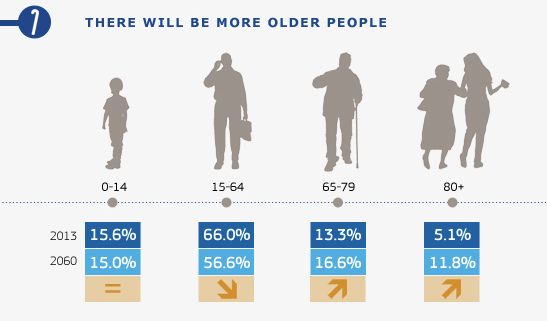 1
THERE WILL BE MORE OLDER PEOPLE
0-14 15-64 65-79 80+
2013 15.6% 66.0% 13.3% 5.1%
2060 15.0% 56.6% 16.6% 11.8%
=